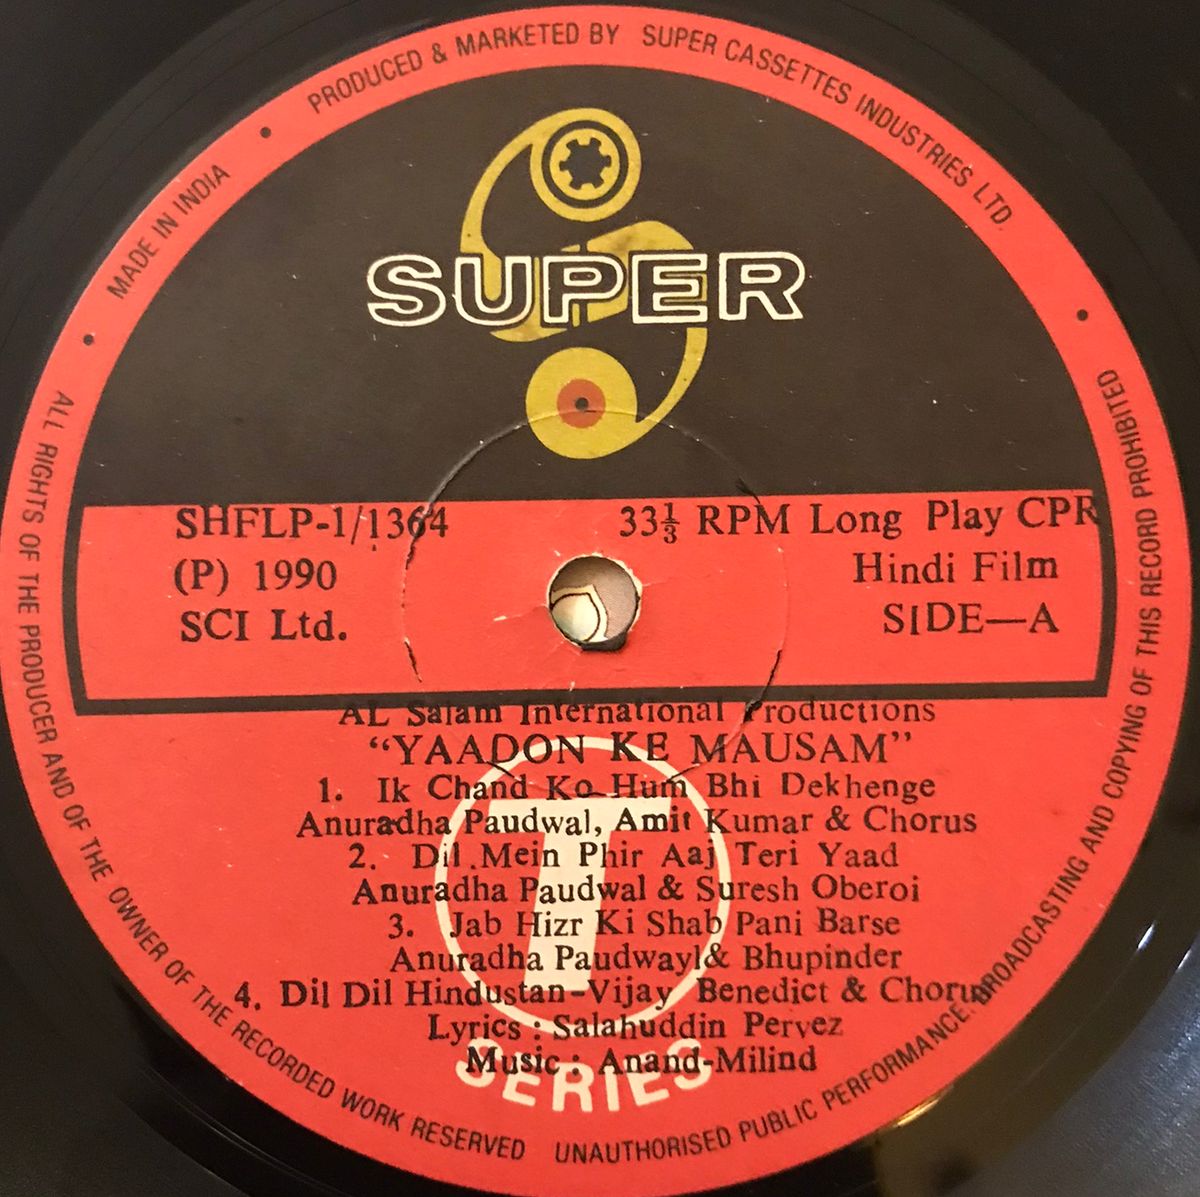 MADE IN INDIA • PRODUCED & MARKETED BY SUPER CASSETTES INDUSTRIES LTD. •
SUPER
SHFLP-1/1364
33⅓ RPM Long Play CPR
(P) 1990
Hindi Film
SCI Ltd.
SIDE—A
AL Salam International Productions
“YAADON KE MAUSAM”
1. Ik Chand Ko Hum Bhi Dekhenge
Anuradha Paudwal, Amit Kumar & Chorus
2. Dil Mein Phir Aaj Teri Yaad
Anuradha Paudwal & Suresh Oberoi
3. Jab Hizr Ki Shab Pani Barse
Anuradha Paudwayl& Bhupinder
4. Dil Dil Hindustan-Vijay Benedict & Chorus
Lyrics : Salahuddin Pervez
Music : Anand-Milind
T
SERIES
• ALL RIGHTS OF THE PRODUCER AND OF THE OWNER OF THE RECORDED WORK RESERVED UNAUTHORISED PUBLIC PERFORMANCE, BROADCASTING AND COPYING OF THIS RECORD PROHIBITED